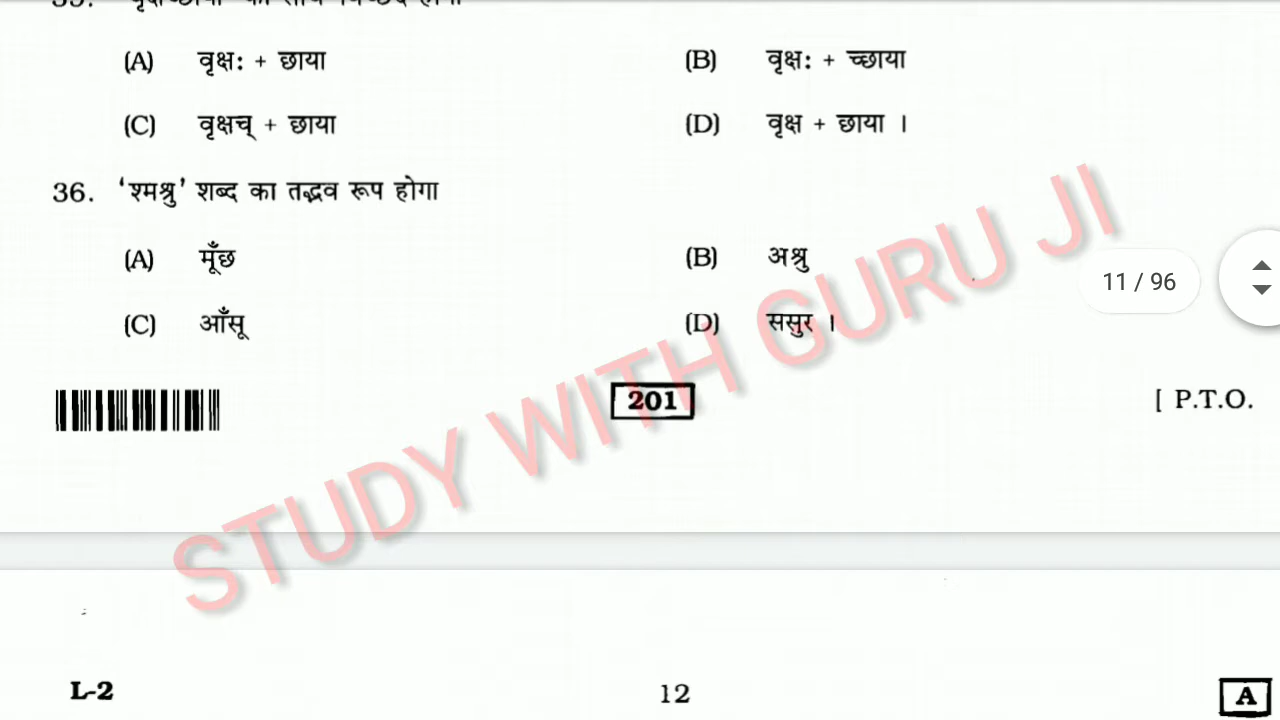 (A) वृक्षः + छाया (B) वृक्षः + च्छाया
(C) वृक्षच् + छाया (D) वृक्ष + छाया ।
36. ‘श्मश्रु’ शब्द का तद्भव रूप होगा
(A) मूँछ (B) अश्रु
(C) आँसू (D) ससुर ।
11 / 96
201 [ P.T.O.
STUDY WITH GURU JI
L-2 12 A